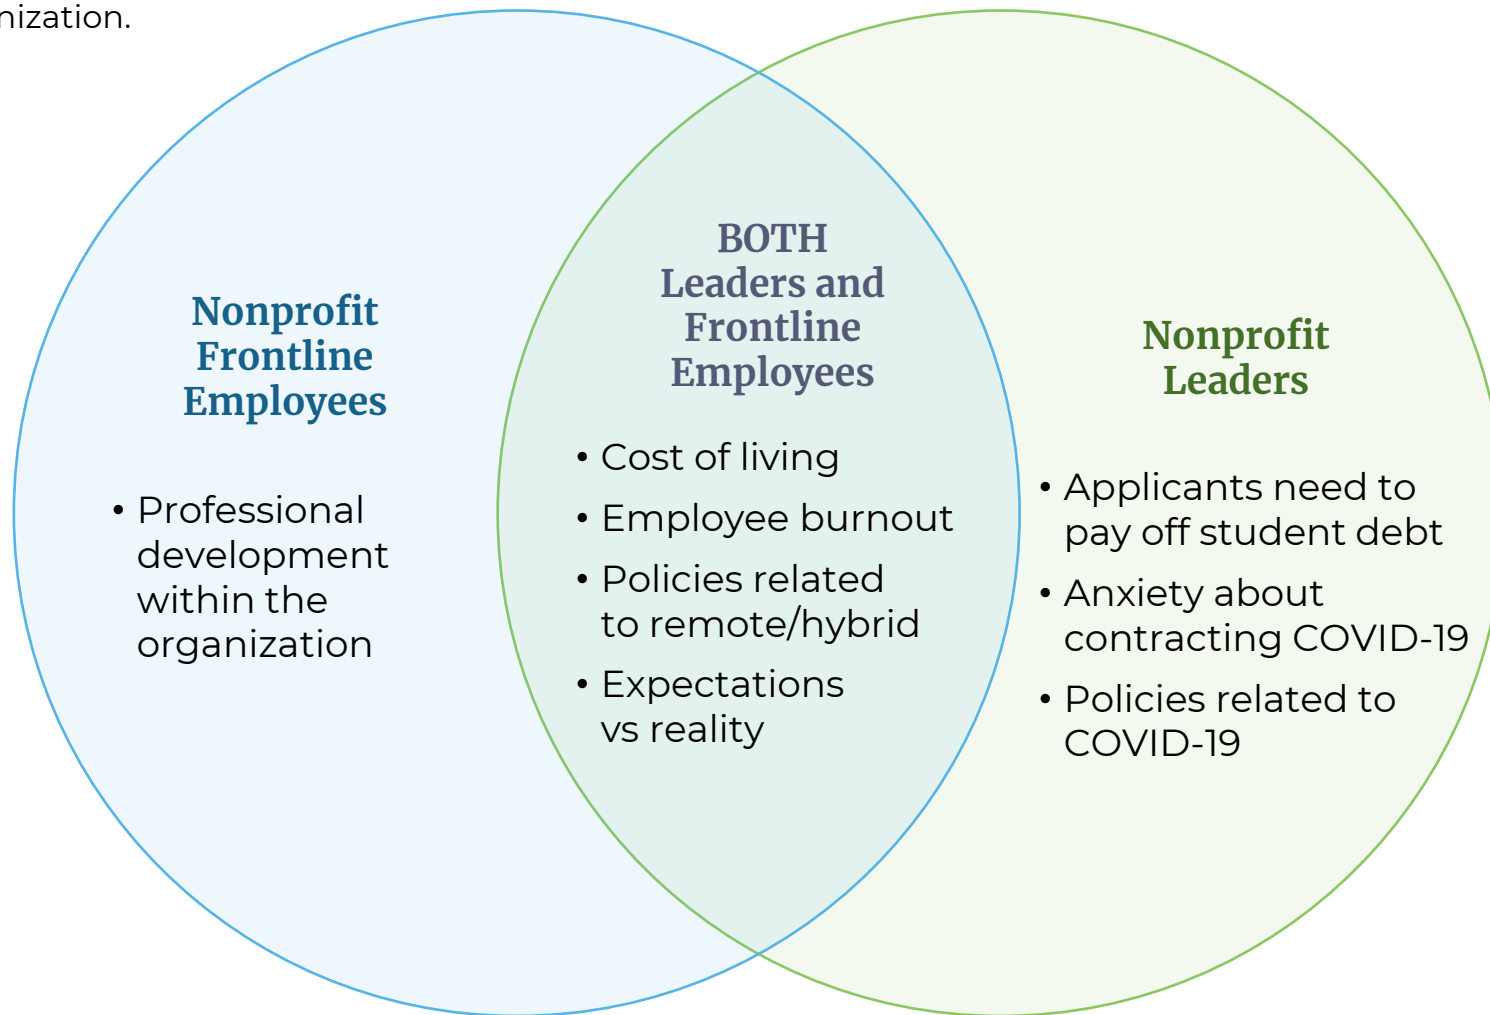 nization.
Nonprofit
Frontline
Employees
• Professional
development
within the
organization
BOTH
Leaders and
Frontline
Employees
• Cost of living
• Employee burnout
• Policies related
to remote/hybrid
• Expectations
vs reality
Nonprofit
Leaders
• Applicants need to
pay off student debt
• Anxiety about
contracting COVID-19
• Policies related to
COVID-19